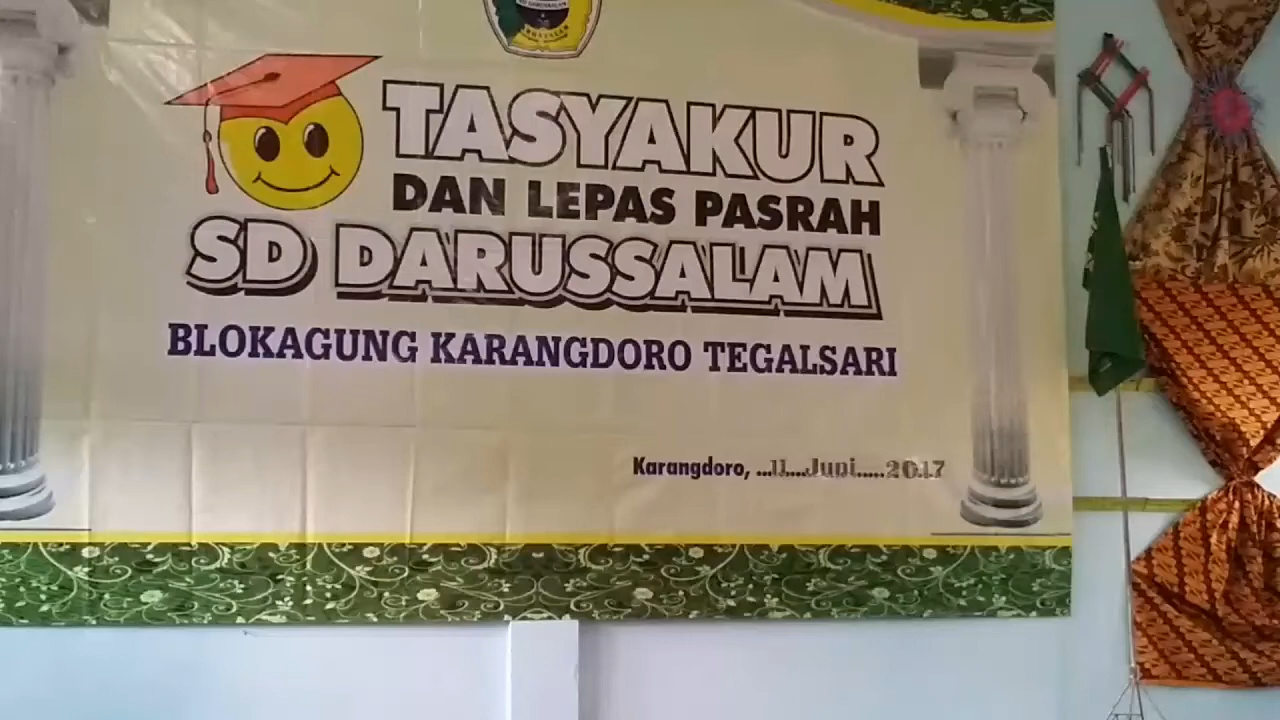 TASYAKUR
DAN LEPAS PASRAH
SD DARUSSALAM
BLOKAGUNG KARANGDORO TEGALSARI
Karangdoro, ...11....Juni.....2017